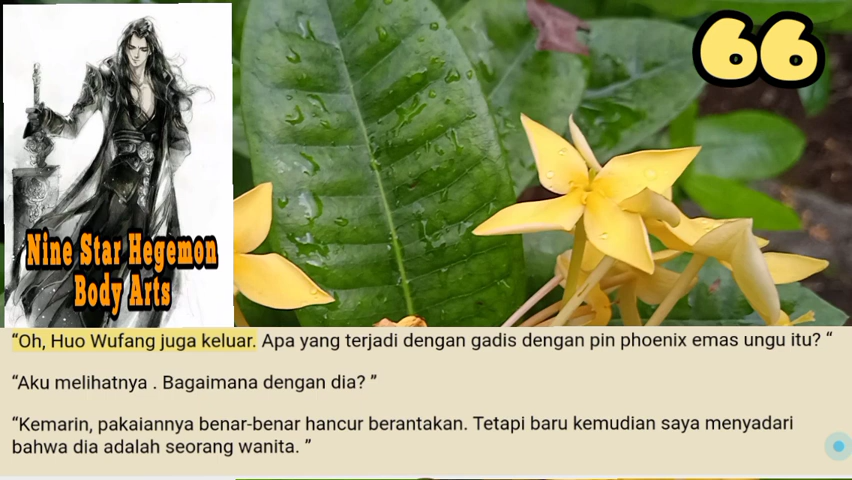 66
Nine Star Hegemon
Body Arts
“Oh, Huo Wufang juga keluar. Apa yang terjadi dengan gadis dengan pin phoenix emas ungu itu? “
“Aku melihatnya . Bagaimana dengan dia? ”
“Kemarin, pakaiannya benar-benar hancur berantakan. Tetapi baru kemudian saya menyadari
bahwa dia adalah seorang wanita. ”